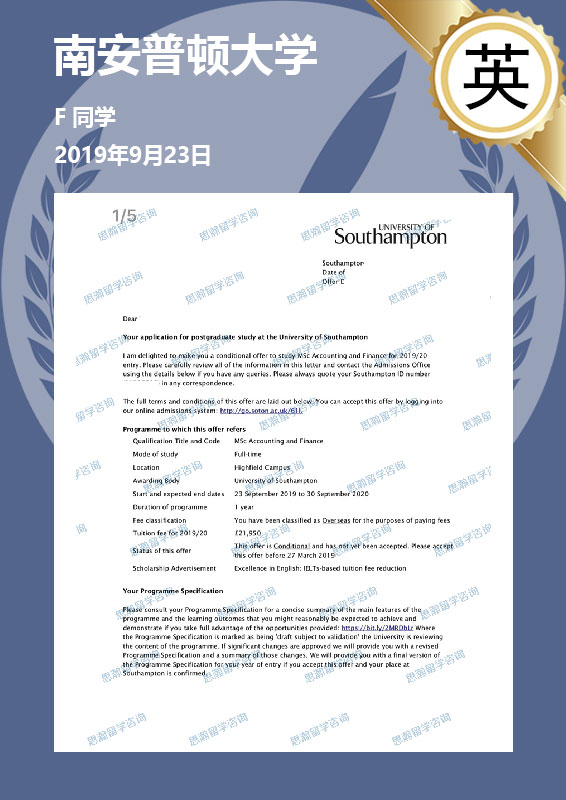 南安普顿大学
英
F 同学
2019年9月23日
1/5
思瀚留学咨询
UNIVERSITY OF
Southampton
Southampton
Date of
Offer E
Dear
Your application for postgraduate study at the University of Southampton
I am delighted to make you a conditional offer to study MSc Accounting and Finance for 2019/20
entry. Please carefully review all of the information in this letter and contact the Admissions Office
using the details below if you have any queries. Please always quote your Southampton ID number
in any correspondence.
The full terms and conditions of this offer are laid out below. You can accept this offer by logging into
our online admissions system: http://go.soton.ac.uk/61l.
Programme to which this offer refers
Qualification Title and Code MSc Accounting and Finance
Mode of study Full-time
Location Highfield Campus
Awarding Body University of Southampton
Start and expected end dates 23 September 2019 to 30 September 2020
Duration of programme 1 year
Fee classification You have been classified as Overseas for the purposes of paying fees
Tuition fee for 2019/20 £21,950
Status of this offer This offer is Conditional and has not yet been accepted. Please accept
this offer before 27 March 2019
Scholarship Advertisement Excellence in English: IELTs-based tuition fee reduction
Your Programme Specification
Please consult your Programme Specification for a concise summary of the main features of the
programme and the learning outcomes that you might reasonably be expected to achieve and
demonstrate if you take full advantage of the opportunities provided: https://bit.ly/2MRDbLr Where
the Programme Specification is marked as being 'draft subject to validation' the University is reviewing
the content of the programme. If significant changes are approved we will provide you with a revised
Programme Specification and a summary of those changes. We will provide you with a final version of
the Programme Specification for your year of entry if you accept this offer and your place at
Southampton is confirmed.